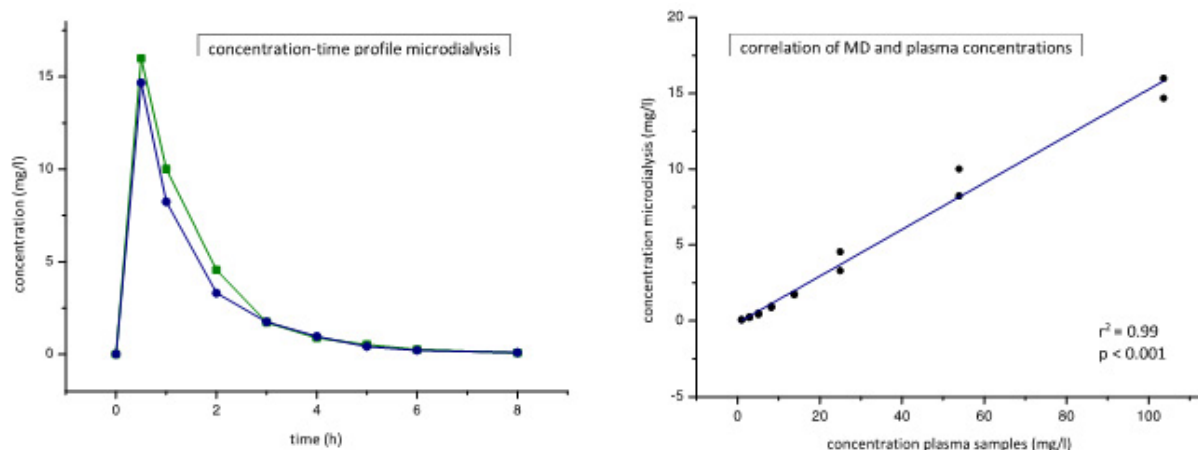 concentration-time profile microdialysis
15
10
5
0
concentration (mg/l)
0 2 4 6 8
time (h)
correlation of MD and plasma concentrations
20
15
10
5
0
-5
concentration microdialysis (mg/l)
r² = 0.99
p < 0.001
0 20 40 60 80 100
concentration plasma samples (mg/l)